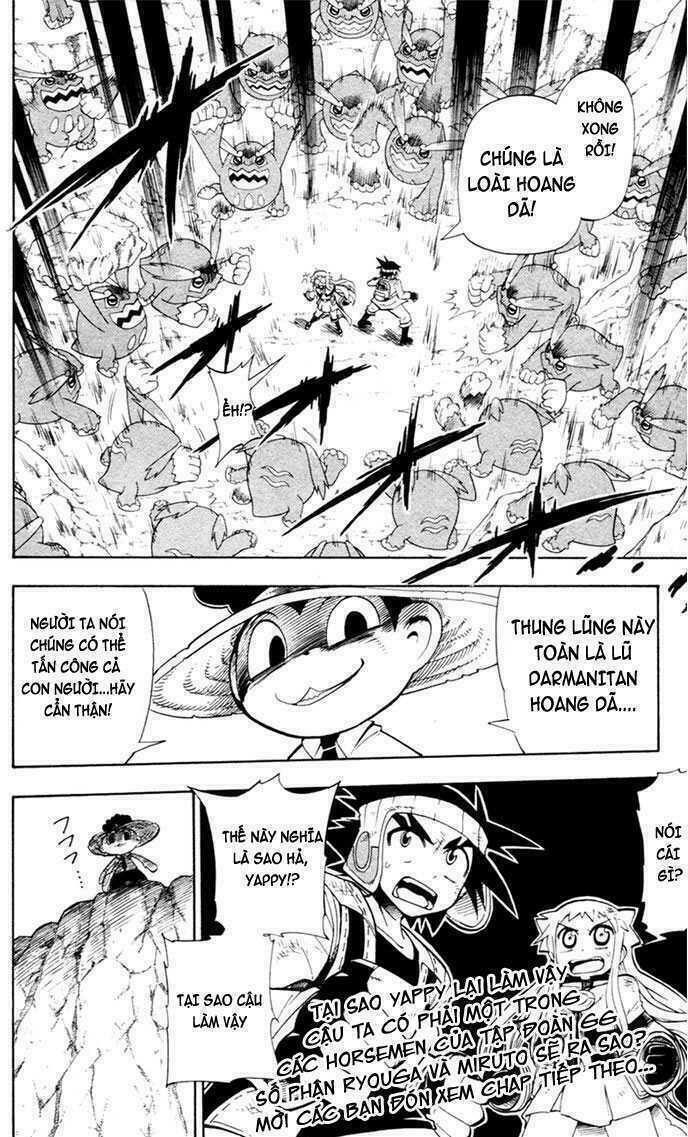 KHÔNG
XONG
RỒI!
CHÚNG LÀ
LOÀI HOANG
DÃ!
ỂH!?
THUNG LŨNG NÀY
TOÀN LÀ LŨ
DARMANITAN
HOANG DÃ....
NGƯỜI TA NÓI
CHÚNG CÓ THỂ
TẤN CÔNG CẢ
CON NGƯỜI...HÃY
CẨN THẬN!
NÓI
CÁI
GÌ?
THẾ NÀY NGHĨA
LÀ SAO HẢ,
YAPPY!?
TẠI SAO CẬU
LÀM VẬY
TẠI SAO YAPPY LẠI LÀM VẬY
CẬU TA CÓ PHẢI MỘT TRONG
CÁC HORSEMEN CỦA TẬP ĐOÀN GG
SỐ PHẬN RYOUGA VÀ MIRUTO SẼ RA SAO?
MỜI CÁC BẠN ĐÓN XEM CHAP TIẾP THEO...